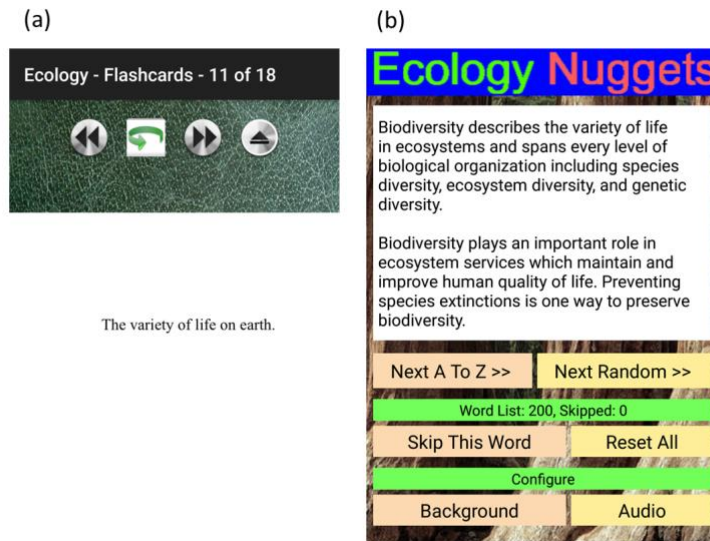 (a)
Ecology - Flashcards - 11 of 18
The variety of life on earth.
(b)
Ecology Nuggets
Biodiversity describes the variety of life
in ecosystems and spans every level of
biological organization including species
diversity, ecosystem diversity, and genetic
diversity.
Biodiversity plays an important role in
ecosystem services which maintain and
improve human quality of life. Preventing
species extinctions is one way to preserve
biodiversity.
Next A To Z >>
Next Random >>
Word List: 200, Skipped: 0
Skip This Word
Reset All
Configure
Background
Audio